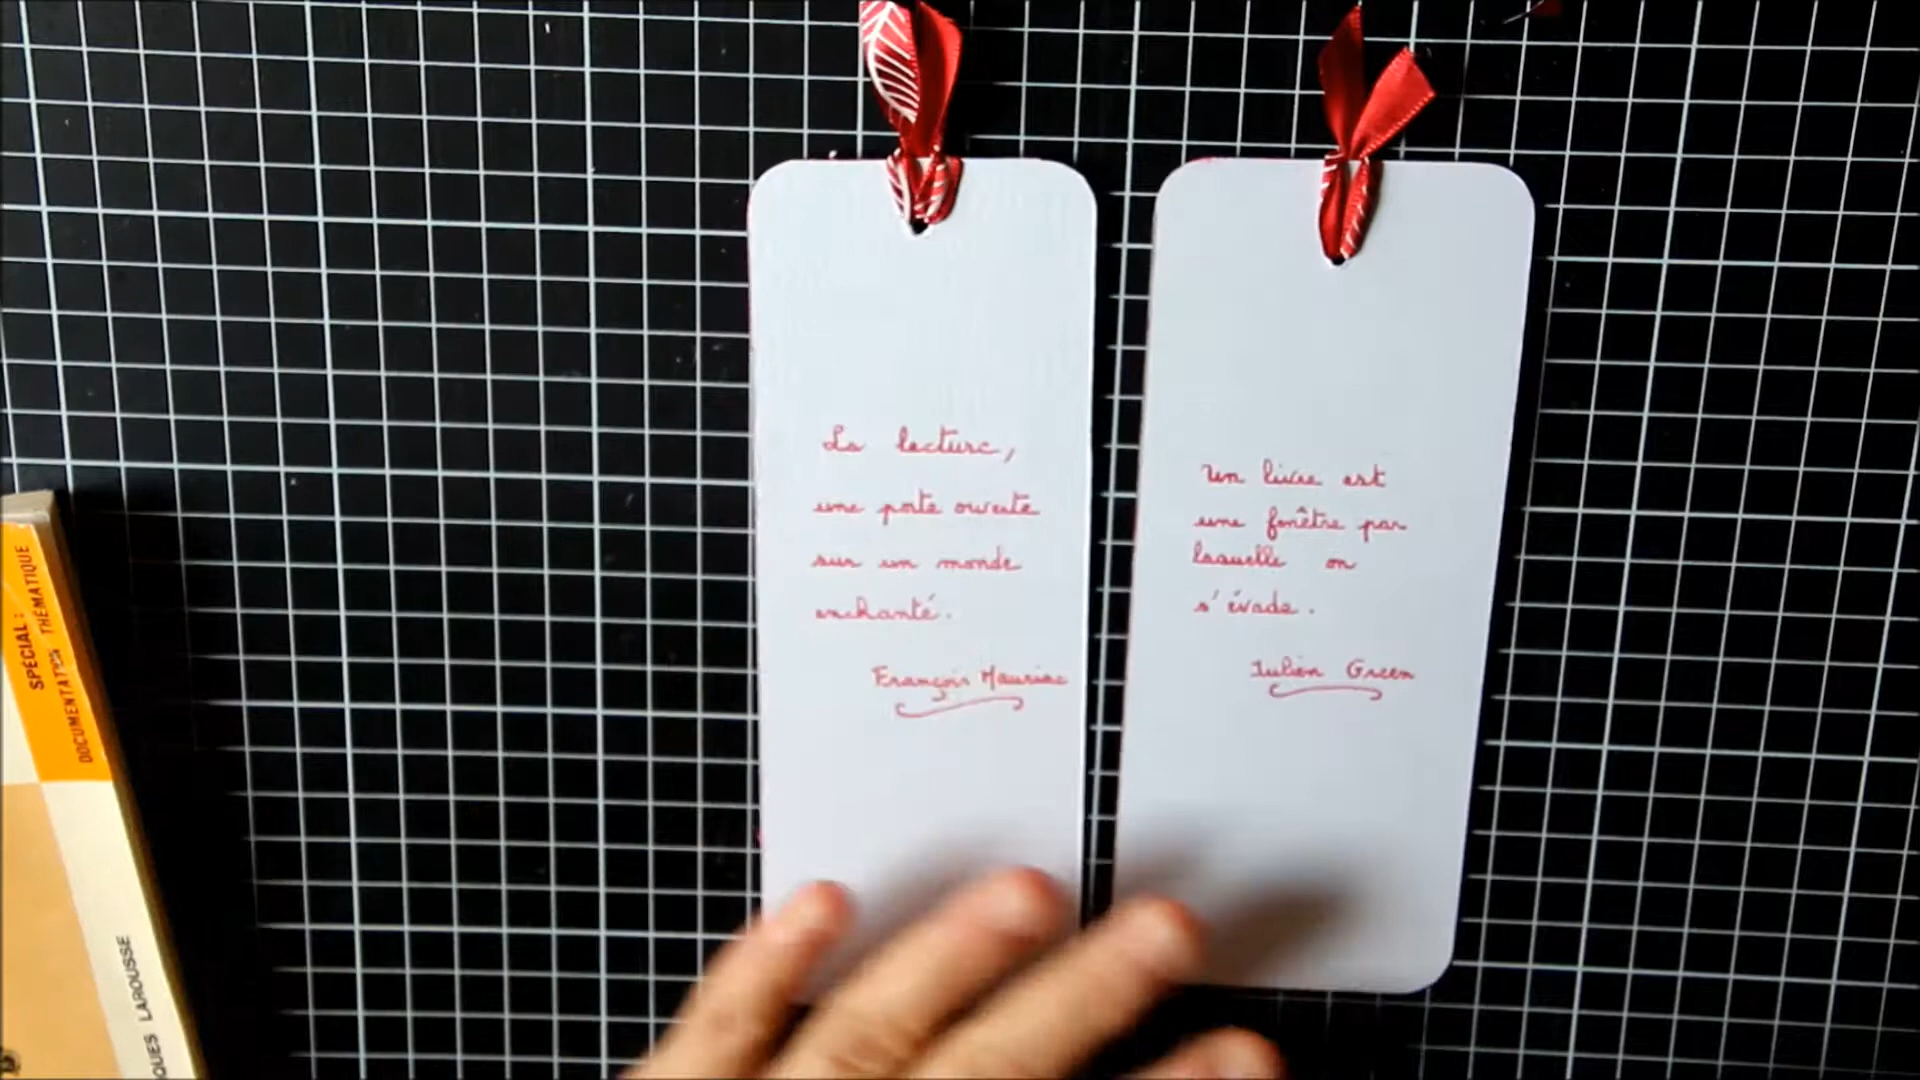 SPÉCIAL :
DOCUMENTATION THÉMATIQUE
QUES LAROUSSE
La lecture,
une porte ouverte
sur un monde
enchanté.
François Mauriac
Un livre est
une fenêtre par
laquelle on
s'évade.
Julien Green